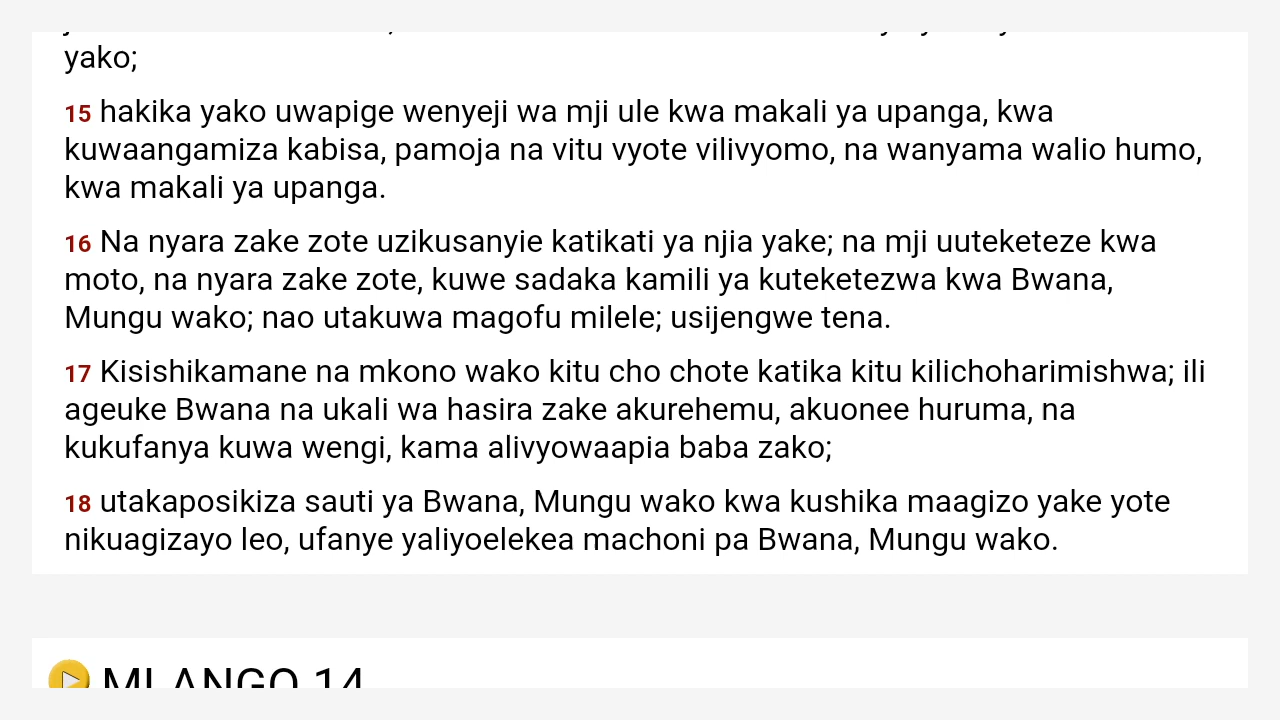 yako;
15 hakika yako uwapige wenyeji wa mji ule kwa makali ya upanga, kwa
kuwaangamiza kabisa, pamoja na vitu vyote vilivyomo, na wanyama walio humo,
kwa makali ya upanga.
16 Na nyara zake zote uzikusanyie katikati ya njia yake; na mji uuteketeze kwa
moto, na nyara zake zote, kuwe sadaka kamili ya kuteketezwa kwa Bwana,
Mungu wako; nao utakuwa magofu milele; usijengwe tena.
17 Kisishikamane na mkono wako kitu cho chote katika kitu kilichoharimishwa; ili
ageuke Bwana na ukali wa hasira zake akurehemu, akuonee huruma, na
kukufanya kuwa wengi, kama alivyowaapia baba zako;
18 utakaposikiza sauti ya Bwana, Mungu wako kwa kushika maagizo yake yote
nikuagizayo leo, ufanye yaliyoelekea machoni pa Bwana, Mungu wako.
MLANGO 14